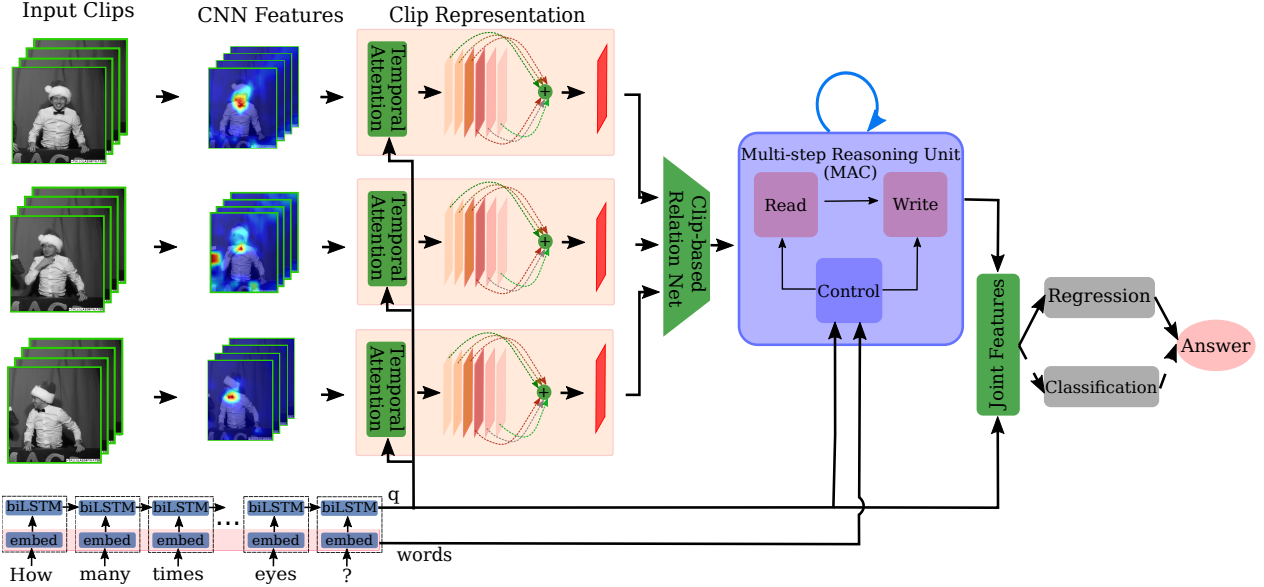 Input Clips
CNN Features
Clip Representation
Temporal
Attention
+
Temporal
Attention
+
Temporal
Attention
+
MAG
MAG
Clip-based
Relation Net
Multi-step Reasoning Unit
(MAC)
Read
Write
Control
Joint Features
Regression
Classification
Answer
q
biLSTM
biLSTM
biLSTM
...
biLSTM
biLSTM
embed
embed
embed
embed
embed
words
How
many
times
eyes
?